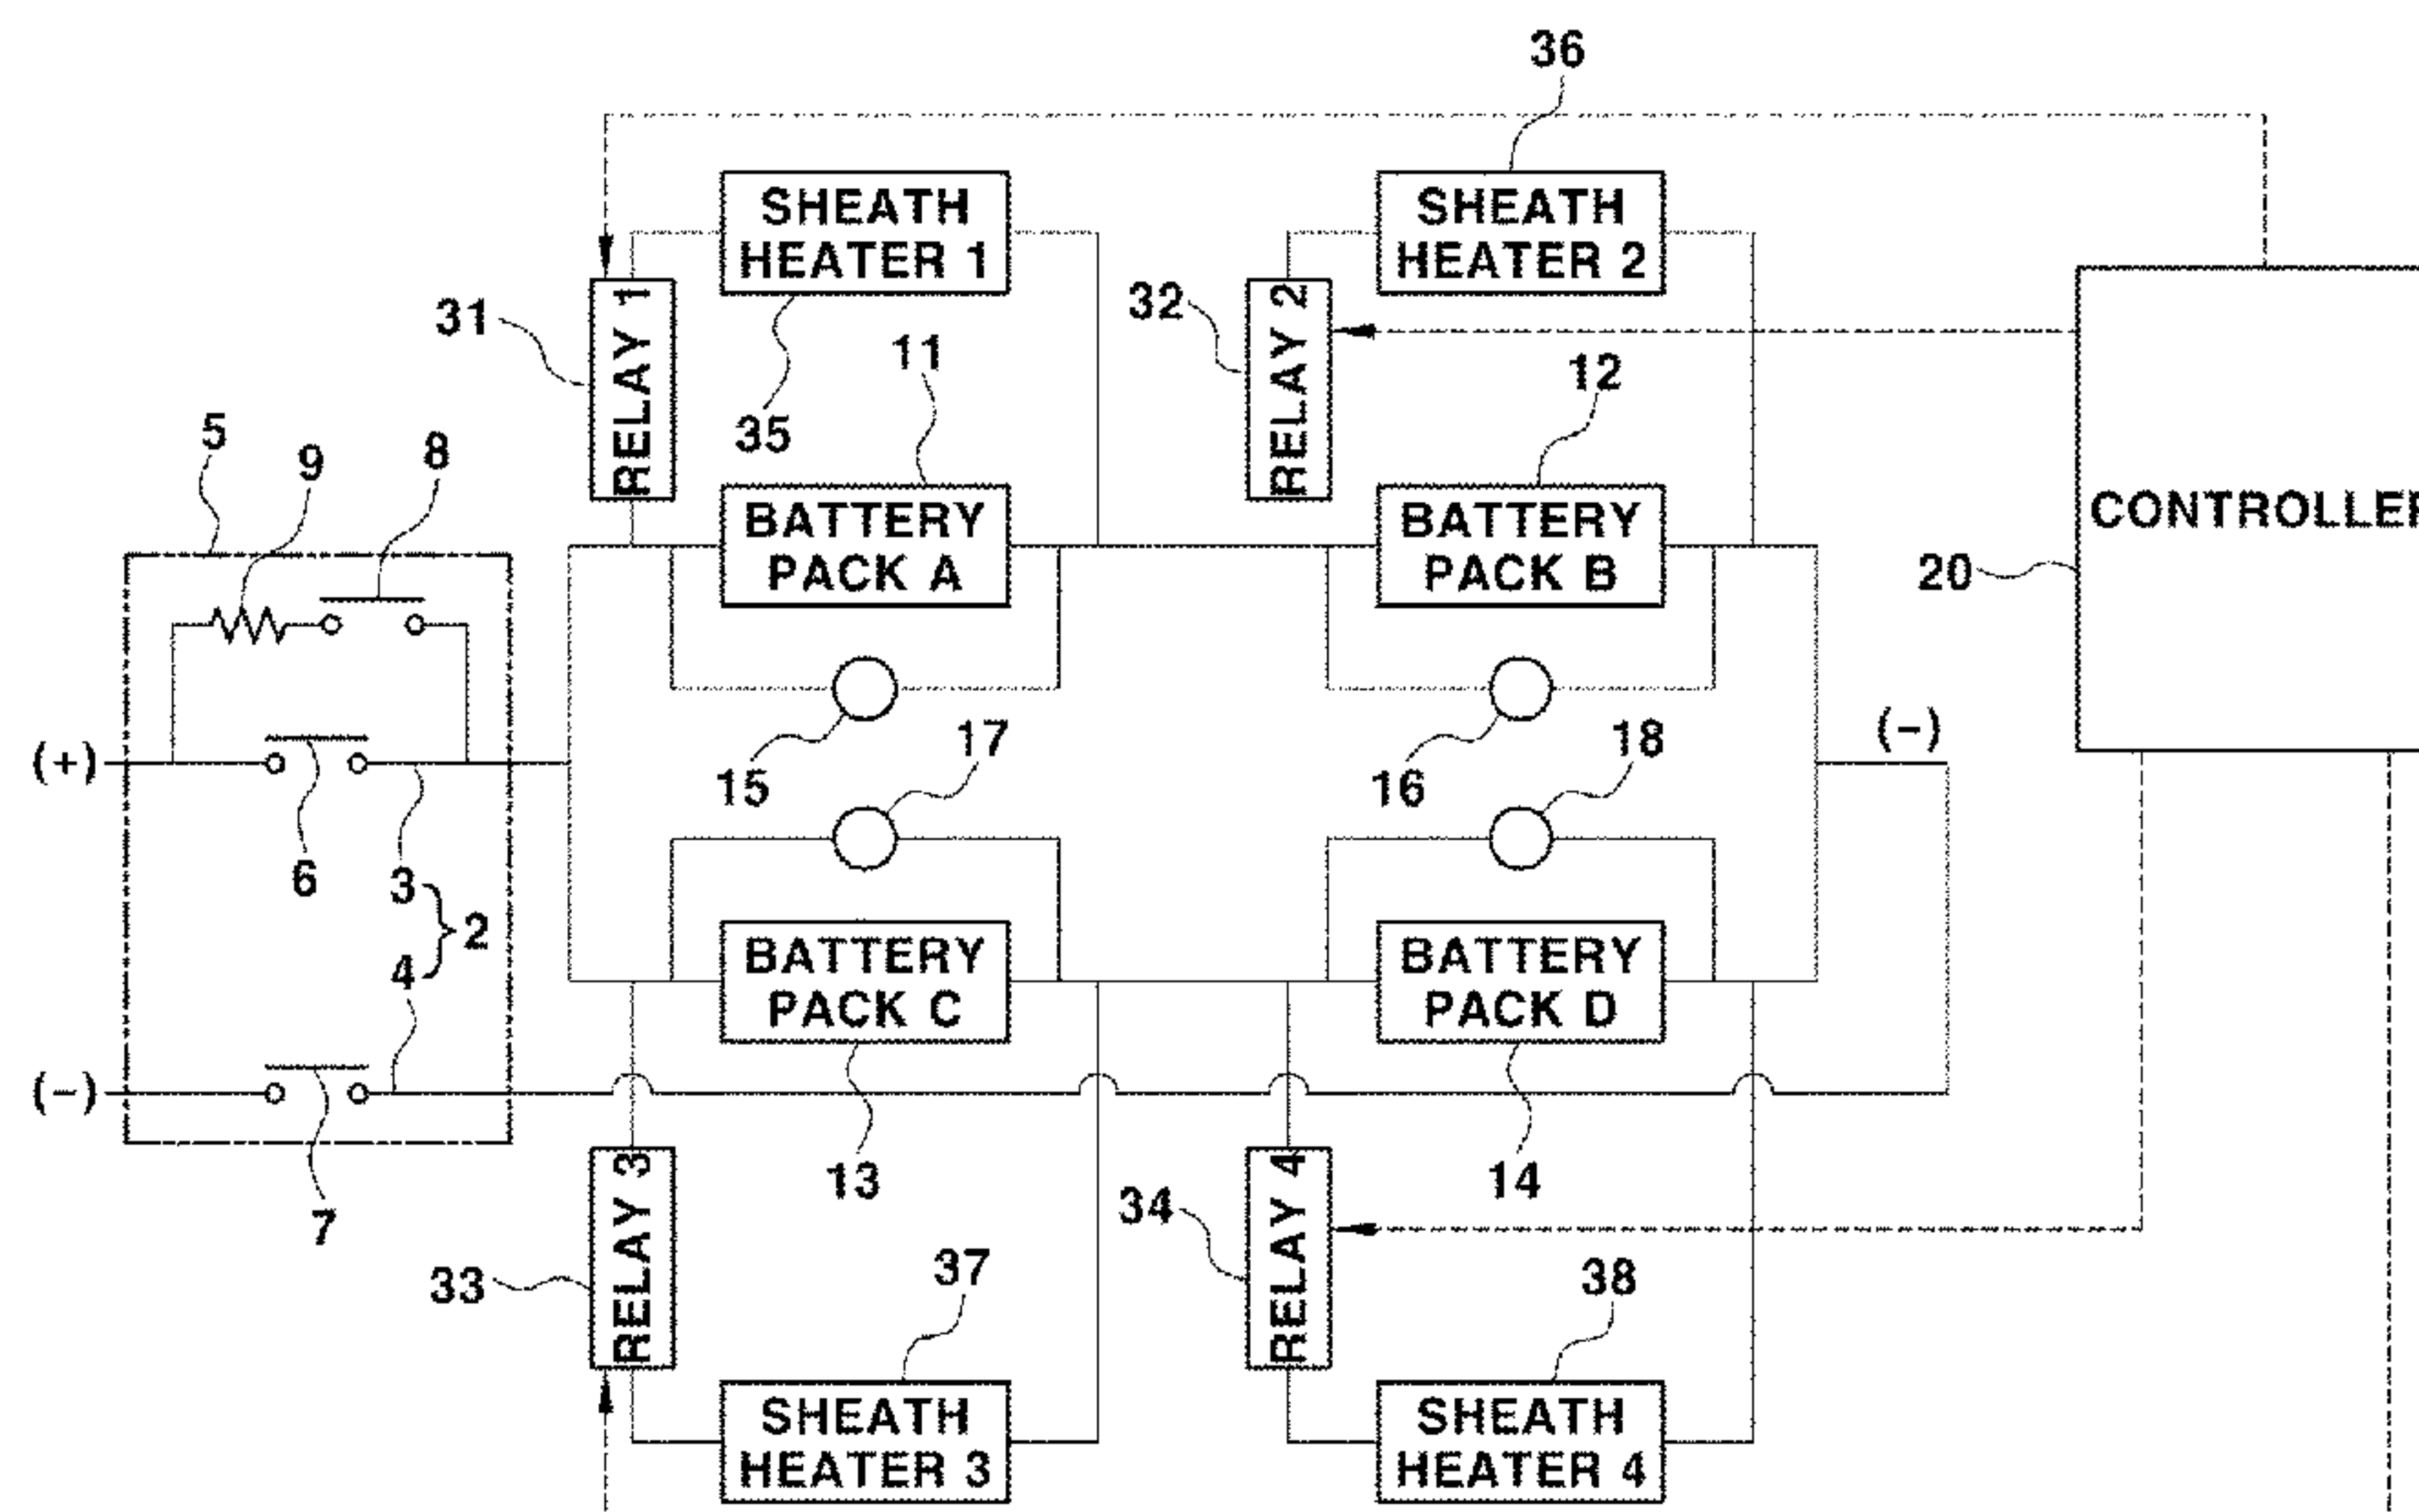 36
SHEATH
HEATER 1
SHEATH
HEATER 2
31
RELAY 1
32
RELAY 2
35
11
12
BATTERY
PACK A
BATTERY
PACK B
CONTROLLER
20
5
9
8
15
17
16
18
(+)
(-)
6
3
2
4
BATTERY
PACK C
BATTERY
PACK D
(-)
7
13
14
33
RELAY 3
34
RELAY 4
37
38
SHEATH
HEATER 3
SHEATH
HEATER 4